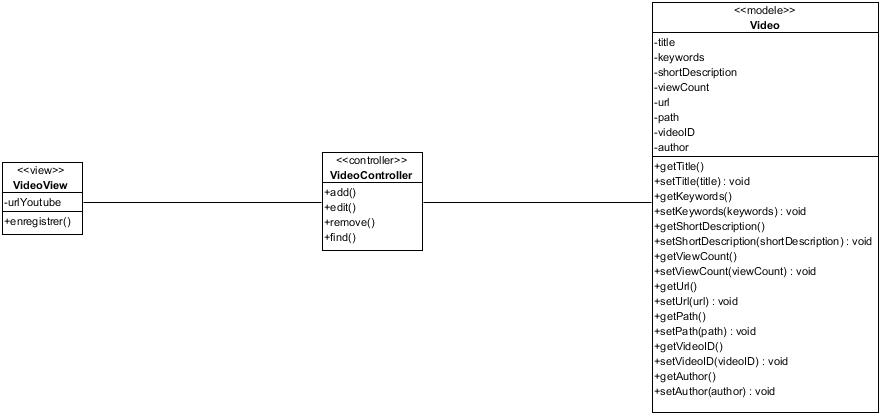 <<view>>
VideoView
-urlYoutube
+enregistrer()
<<controller>>
VideoController
+add()
+edit()
+remove()
+find()
<<modele>>
Video
-title
-keywords
-shortDescription
-viewCount
-url
-path
-videoID
-author
+getTitle()
+setTitle(title) : void
+getKeywords()
+setKeywords(keywords) : void
+getShortDescription()
+setShortDescription(shortDescription) : void
+getViewCount()
+setViewCount(viewCount) : void
+getUrl()
+setUrl(url) : void
+getPath()
+setPath(path) : void
+getVideoID()
+setVideoID(videoID) : void
+getAuthor()
+setAuthor(author) : void